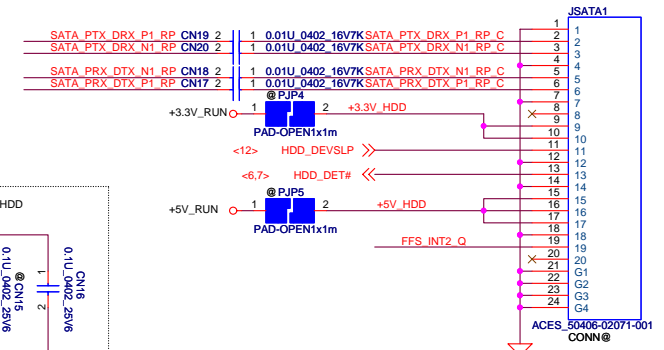 JSATA1
SATA_PTX_DRX_P1_RP CN19 2 1 0.01U_0402_16V7K SATA_PTX_DRX_P1_RP_C
SATA_PTX_DRX_N1_RP CN20 2 1 0.01U_0402_16V7K SATA_PTX_DRX_N1_RP_C
SATA_PRX_DTX_N1_RP CN18 2 1 0.01U_0402_16V7K SATA_PRX_DTX_N1_RP_C
SATA_PRX_DTX_P1_RP CN17 2 1 0.01U_0402_16V7K SATA_PRX_DTX_P1_RP_C
@ PJP4
+3.3V_RUN 1 2 +3.3V_HDD
PAD-OPEN1x1m
<12> HDD_DEVSLP
<6,7> HDD_DET#
@ PJP5
+5V_RUN 1 2 +5V_HDD
PAD-OPEN1x1m
FFS_INT2_Q
1 1
2 2
3 3
4 4
5 5
6 6
7 7
8 8
9 9
10 10
11 11
12 12
13 13
14 14
15 15
16 16
17 17
18 18
19 19
20 20
21 G1
22 G2
23 G3
24 G4
ACES_50406-02071-001
CONN@
HDD
0.1U_0402_25V6
@ CN15
1
2
CN16
0.1U_0402_25V6